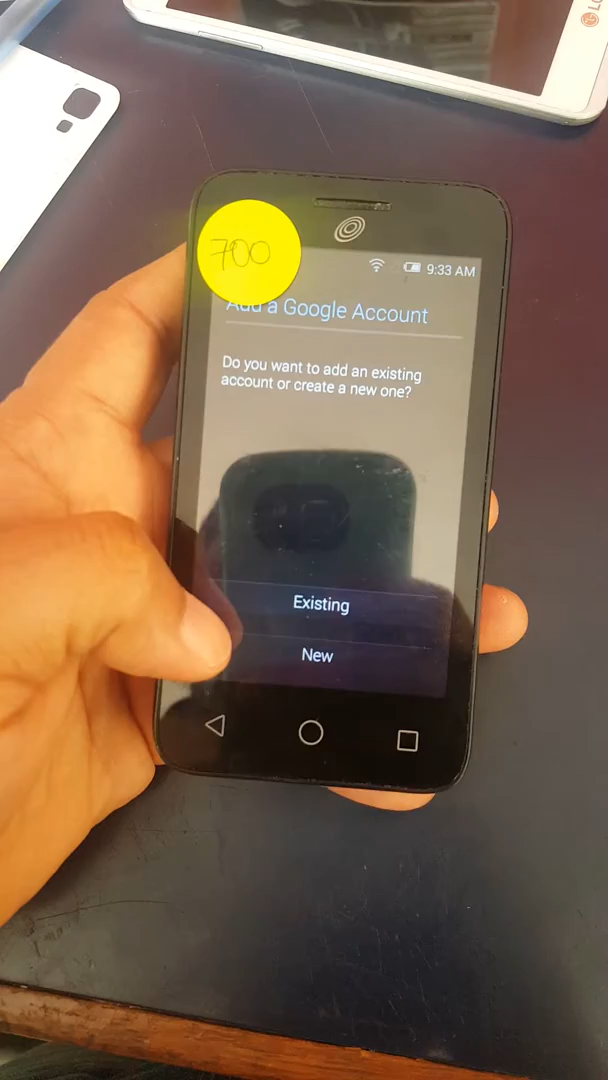 LG
700
9:33 AM
Add a Google Account
Do you want to add an existing
account or create a new one?
Existing
New